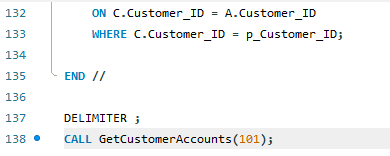 132 ON C.Customer_ID = A.Customer_ID
133 WHERE C.Customer_ID = p_Customer_ID;
134
135 END //
136
137 DELIMITER ;
138 CALL GetCustomerAccounts(101);